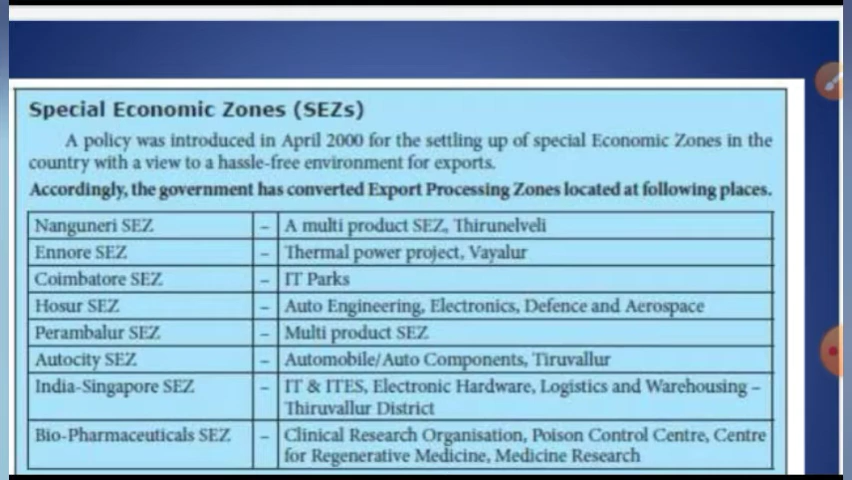 Special Economic Zones (SEZs)
A policy was introduced in April 2000 for the settling up of special Economic Zones in the
country with a view to a hassle-free environment for exports.
Accordingly, the government has converted Export Processing Zones located at following places.
Nanguneri SEZ – A multi product SEZ, Thirunelveli
Ennore SEZ – Thermal power project, Vayalur
Coimbatore SEZ – IT Parks
Hosur SEZ – Auto Engineering, Electronics, Defence and Aerospace
Perambalur SEZ – Multi product SEZ
Autocity SEZ – Automobile/Auto Components, Tiruvallur
India-Singapore SEZ – IT & ITES, Electronic Hardware, Logistics and Warehousing –
Thiruvallur District
Bio-Pharmaceuticals SEZ – Clinical Research Organisation, Poison Control Centre, Centre
for Regenerative Medicine, Medicine Research